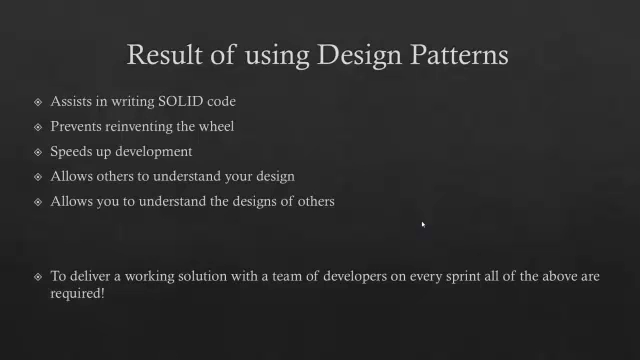 Result of using Design Patterns
Assists in writing SOLID code
Prevents reinventing the wheel
Speeds up development
Allows others to understand your design
Allows you to understand the designs of others
To deliver a working solution with a team of developers on every sprint all of the above are
required!